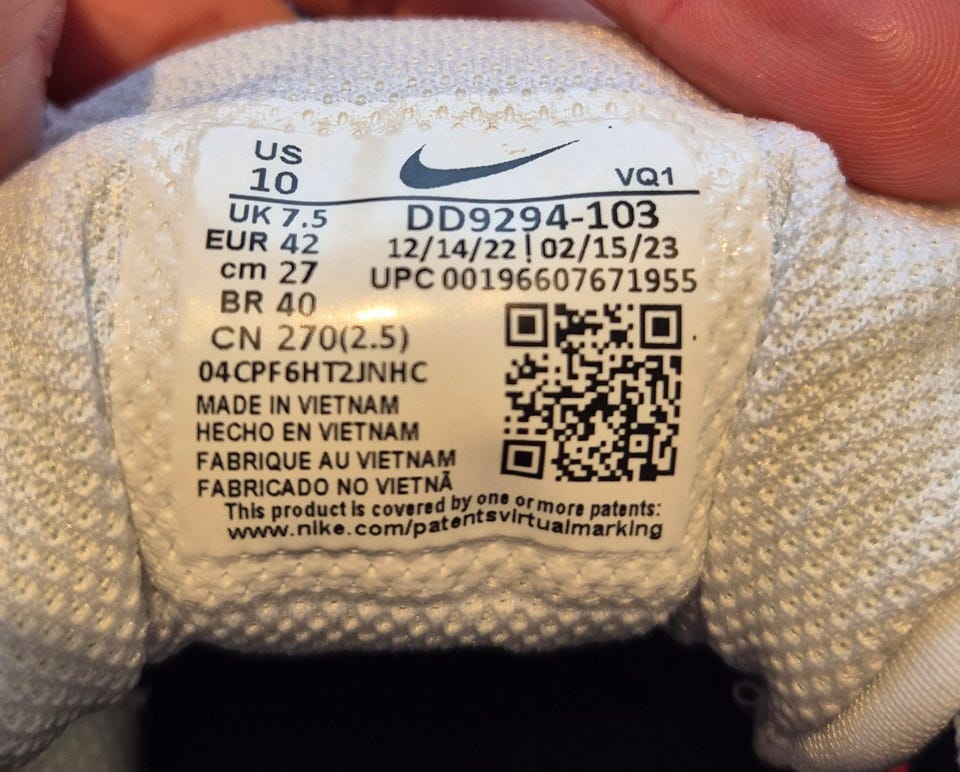 US
10
VQ1
UK 7.5
DD9294-103
EUR 42
12/14/22 | 02/15/23
cm 27
UPC 00196607671955
BR 40
CN 270(2.5)
04CPF6HT2JNHC
MADE IN VIETNAM
HECHO EN VIETNAM
FABRIQUE AU VIETNAM
FABRICADO NO VIETNÃ
This product is covered by one or more patents:
www.nike.com/patentsvirtualmarking